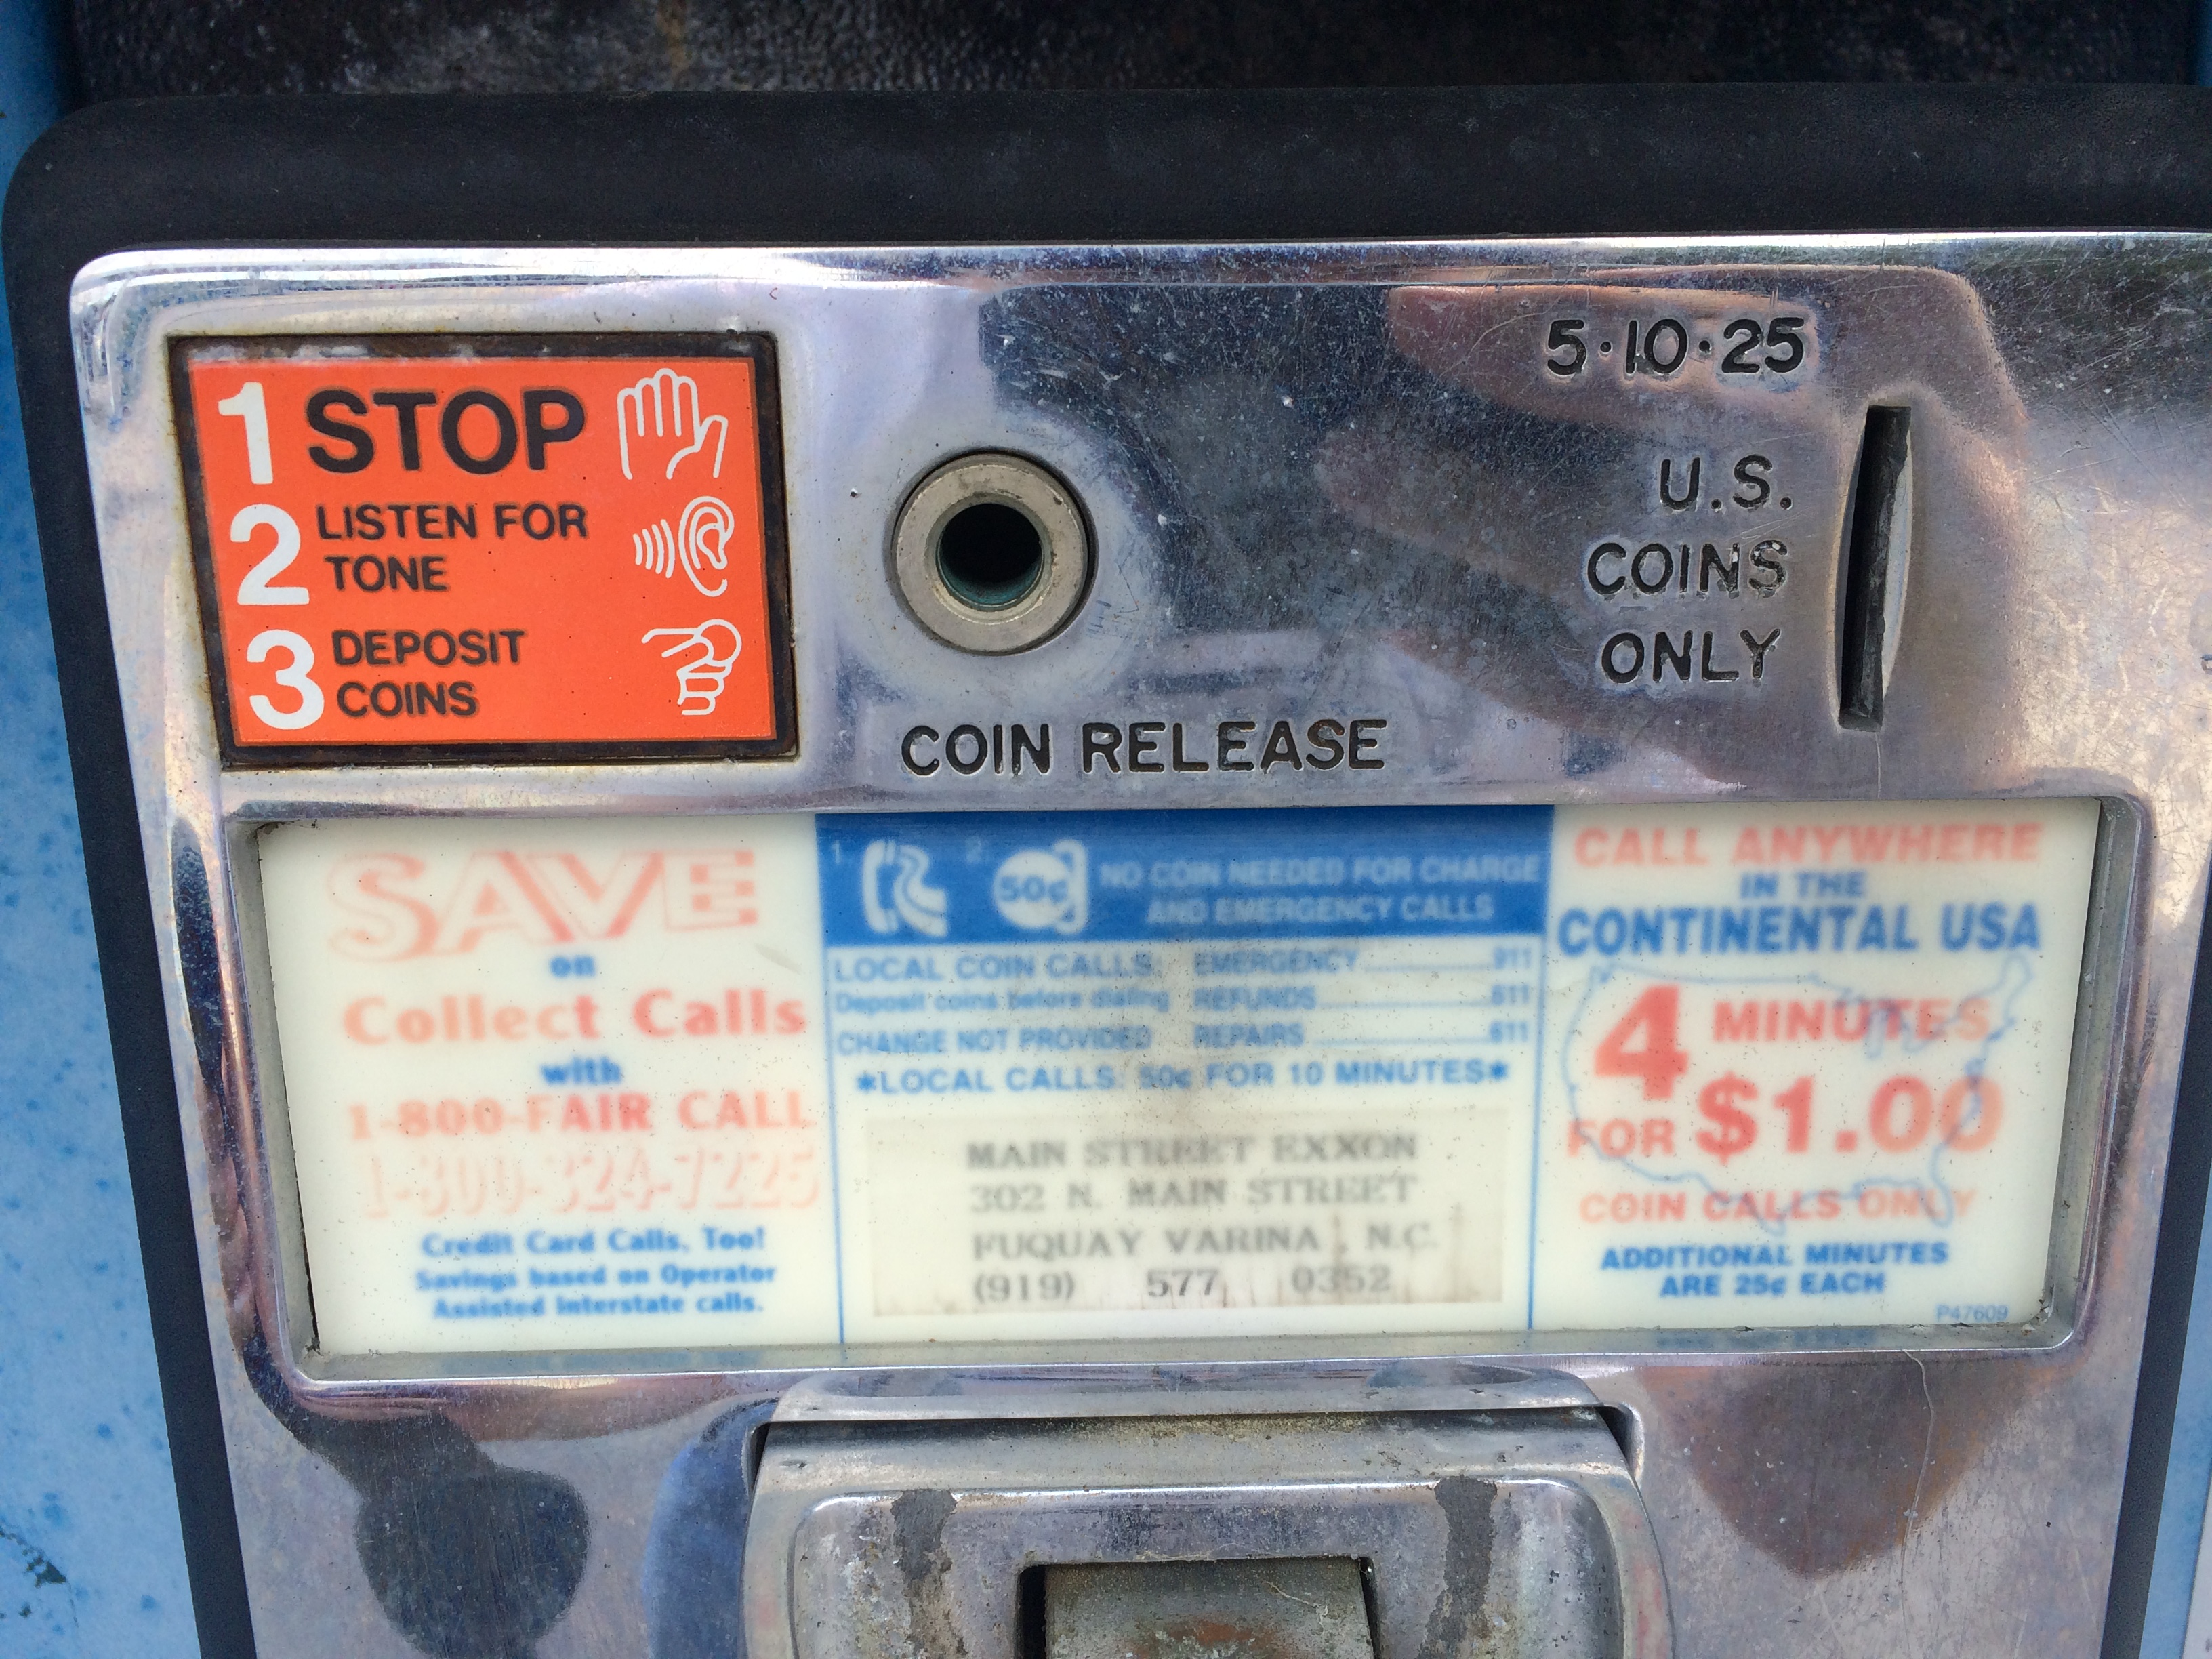 1 STOP
2 LISTEN FOR
TONE
3 DEPOSIT
COINS
COIN RELEASE
5·10·25
U.S.
COINS
ONLY
SAVE
on
Collect Calls
with
1-800-FAIR CALL
1-800-324-7225
Credit Card Calls, Too!
Savings based on Operator
Assisted Interstate calls.
1 2 50¢ NO COIN NEEDED FOR CHARGE
AND EMERGENCY CALLS
LOCAL COIN CALLS: EMERGENCY 911
Deposit coins before dialing REFUNDS 611
CHANGE NOT PROVIDED REPAIRS 611
*LOCAL CALLS: 50¢ FOR 10 MINUTES*
MAIN STREET EXXON
302 N. MAIN STREET
FUQUAY VARINA, N.C.
(919) 577 0352
CALL ANYWHERE
IN THE
CONTINENTAL USA
4 MINUTES
FOR $1.00
COIN CALLS ONLY
ADDITIONAL MINUTES
ARE 25¢ EACH
P47609